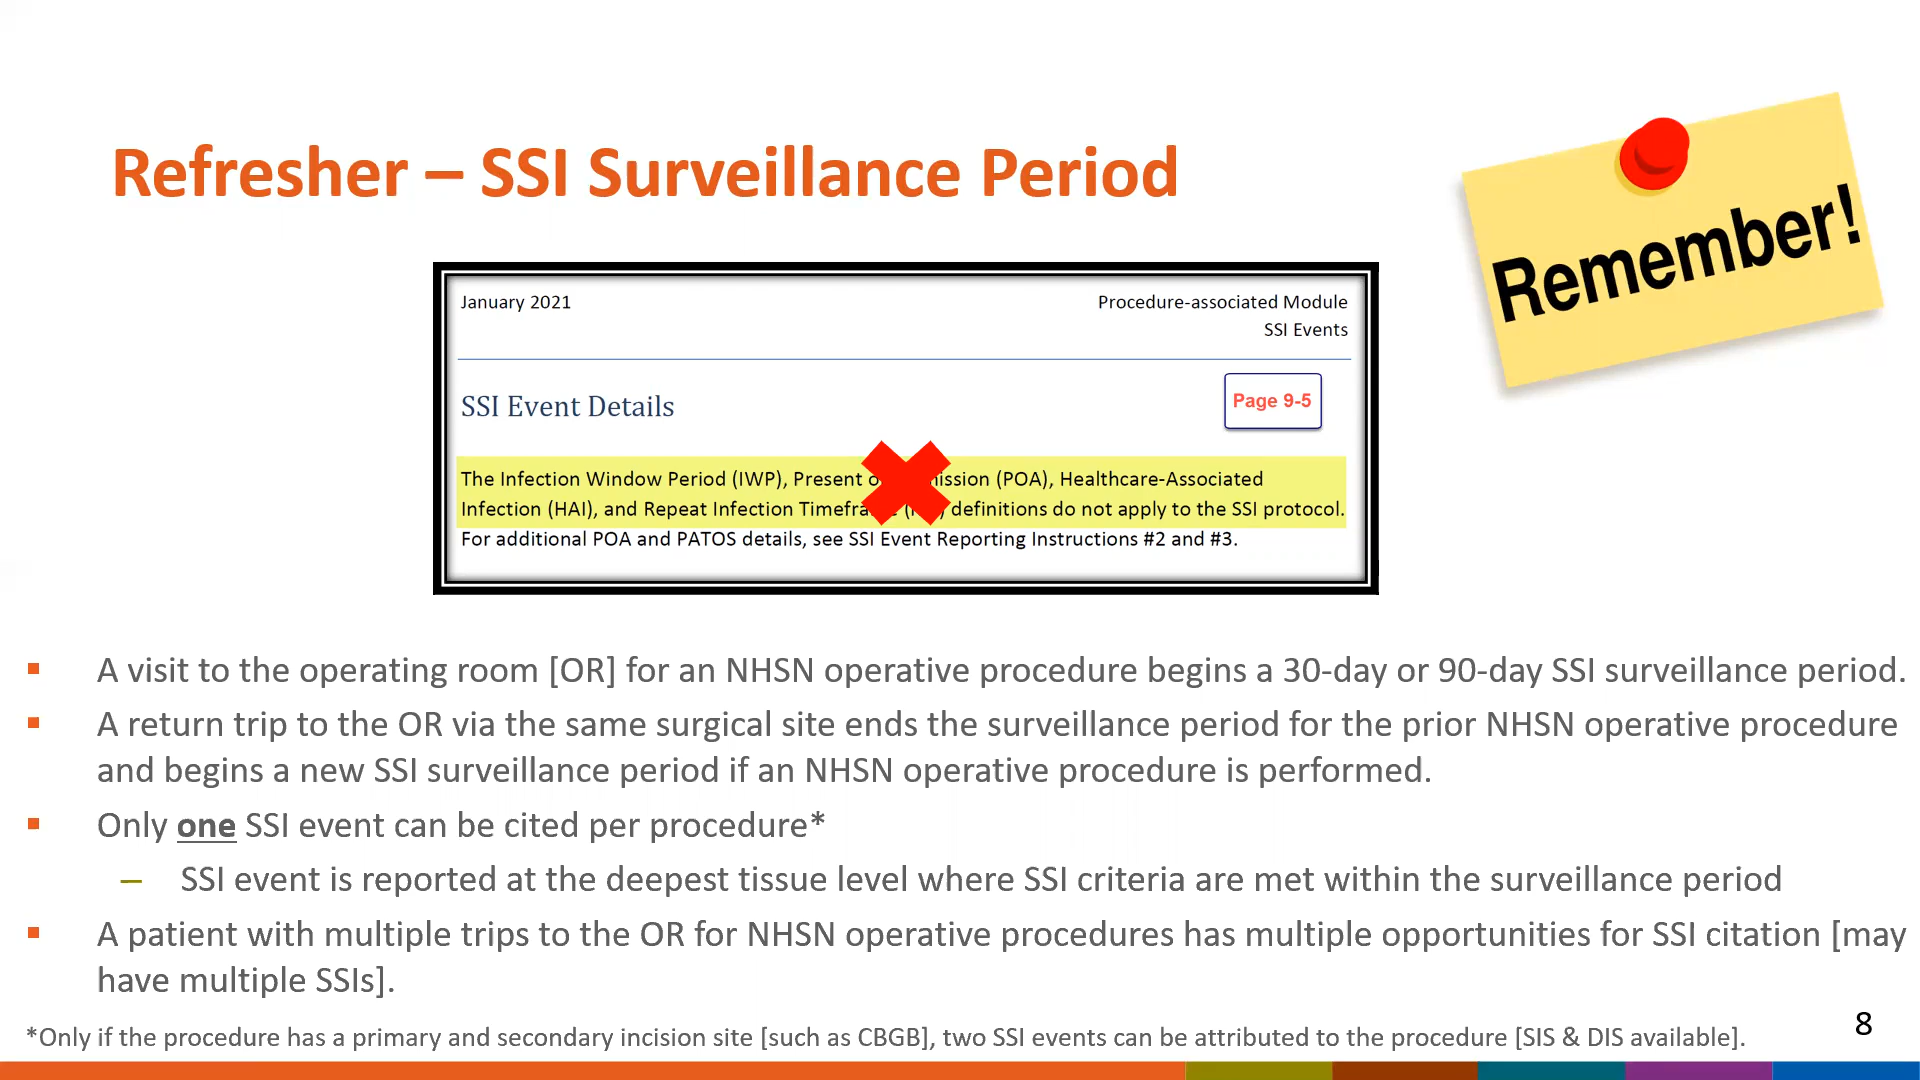 Refresher – SSI Surveillance Period
Remember!
January 2021
Procedure-associated Module
SSI Events
SSI Event Details
Page 9-5
The Infection Window Period (IWP), Present (POA), Healthcare-Associated
Infection (HAI), and Repeat Infection definitions do not apply to the SSI protocol.
For additional POA and PATOS details, see SSI Event Reporting Instructions #2 and #3.
▪ A visit to the operating room [OR] for an NHSN operative procedure begins a 30-day or 90-day SSI surveillance period.
▪ A return trip to the OR via the same surgical site ends the surveillance period for the prior NHSN operative procedure
and begins a new SSI surveillance period if an NHSN operative procedure is performed.
▪ Only one SSI event can be cited per procedure*
– SSI event is reported at the deepest tissue level where SSI criteria are met within the surveillance period
▪ A patient with multiple trips to the OR for NHSN operative procedures has multiple opportunities for SSI citation [may
have multiple SSIs].
*Only if the procedure has a primary and secondary incision site [such as CBGB], two SSI events can be attributed to the procedure [SIS & DIS available].
8